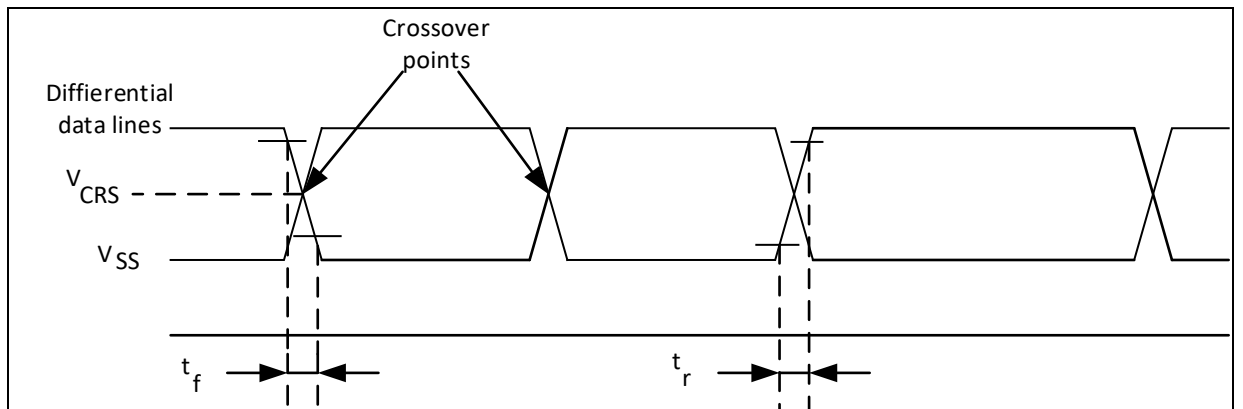 Crossover
points
Diffierential
data lines
V CRS
V SS
t f
t r